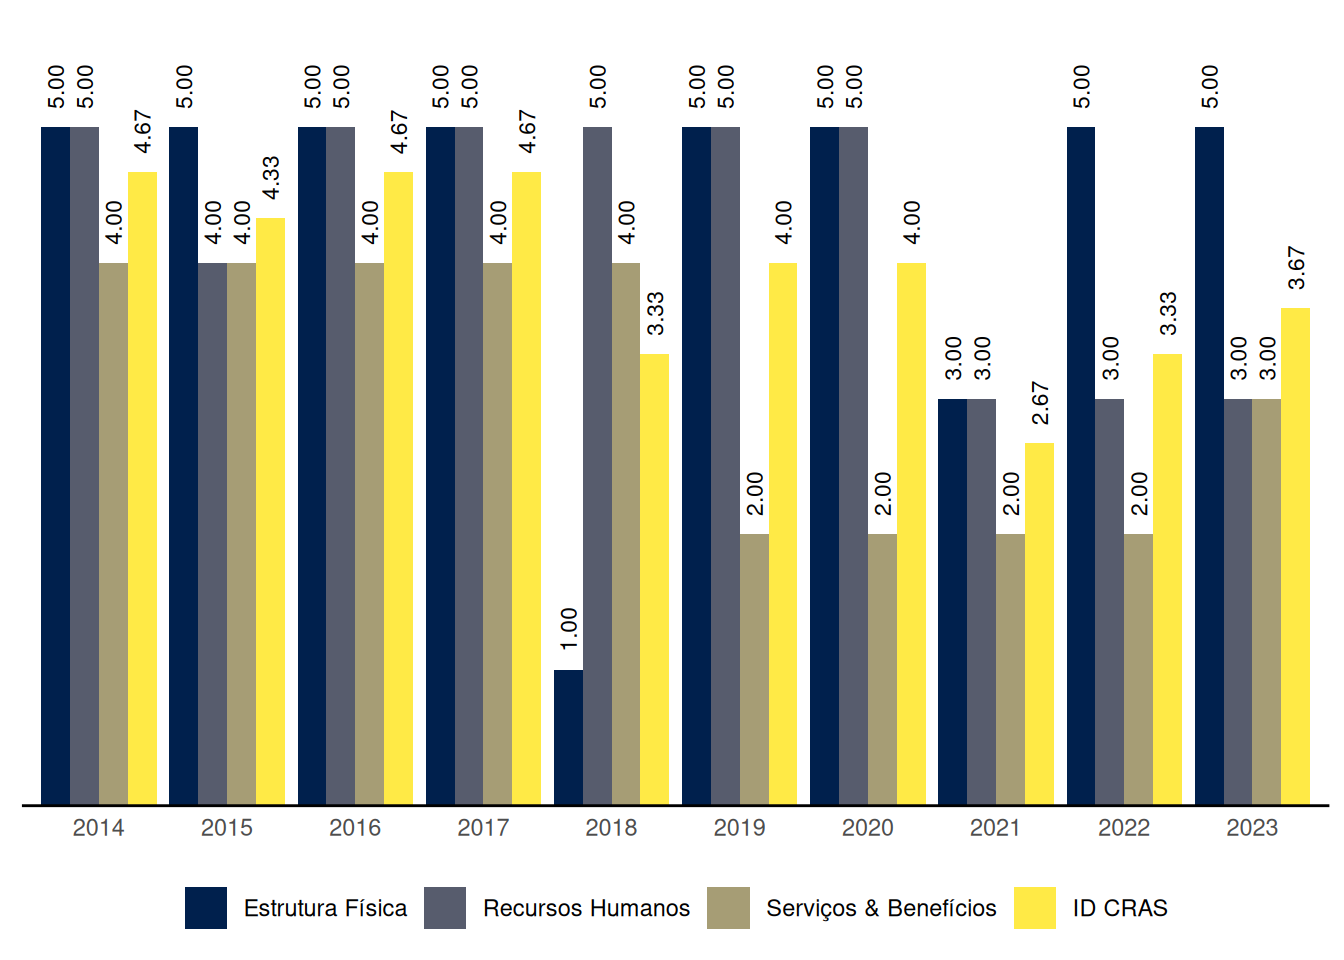 5.00 5.00 4.00 4.67 5.00 4.00 4.00 4.33 5.00 5.00 4.00 4.67 5.00 5.00 4.00 4.67 1.00 5.00 4.00 3.33 5.00 5.00 2.00 4.00 5.00 5.00 2.00 4.00 3.00 3.00 2.00 2.67 5.00 3.00 2.00 3.33 5.00 3.00 3.00 3.67
2014 2015 2016 2017 2018 2019 2020 2021 2022 2023
Estrutura Física Recursos Humanos Serviços & Benefícios ID CRAS